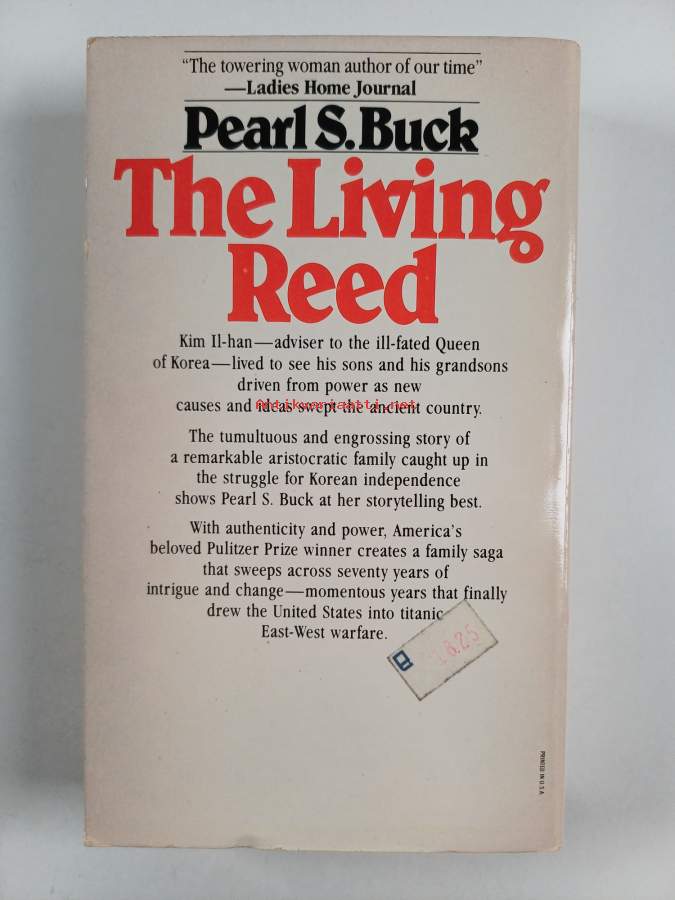 "The towering woman author of our time"
—Ladies Home Journal
Pearl S. Buck
The Living
Reed
Kim Il-han—adviser to the ill-fated Queen
of Korea—lived to see his sons and his grandsons
driven from power as new
causes and ideas swept the ancient country.
Antikvariaatti.net
The tumultuous and engrossing story of
a remarkable aristocratic family caught up in
the struggle for Korean independence
shows Pearl S. Buck at her storytelling best.
With authenticity and power, America's
beloved Pulitzer Prize winner creates a family saga
that sweeps across seventy years of
intrigue and change—momentous years that finally
drew the United States into titanic
East-West warfare.
8.25
PRINTED IN U.S.A.